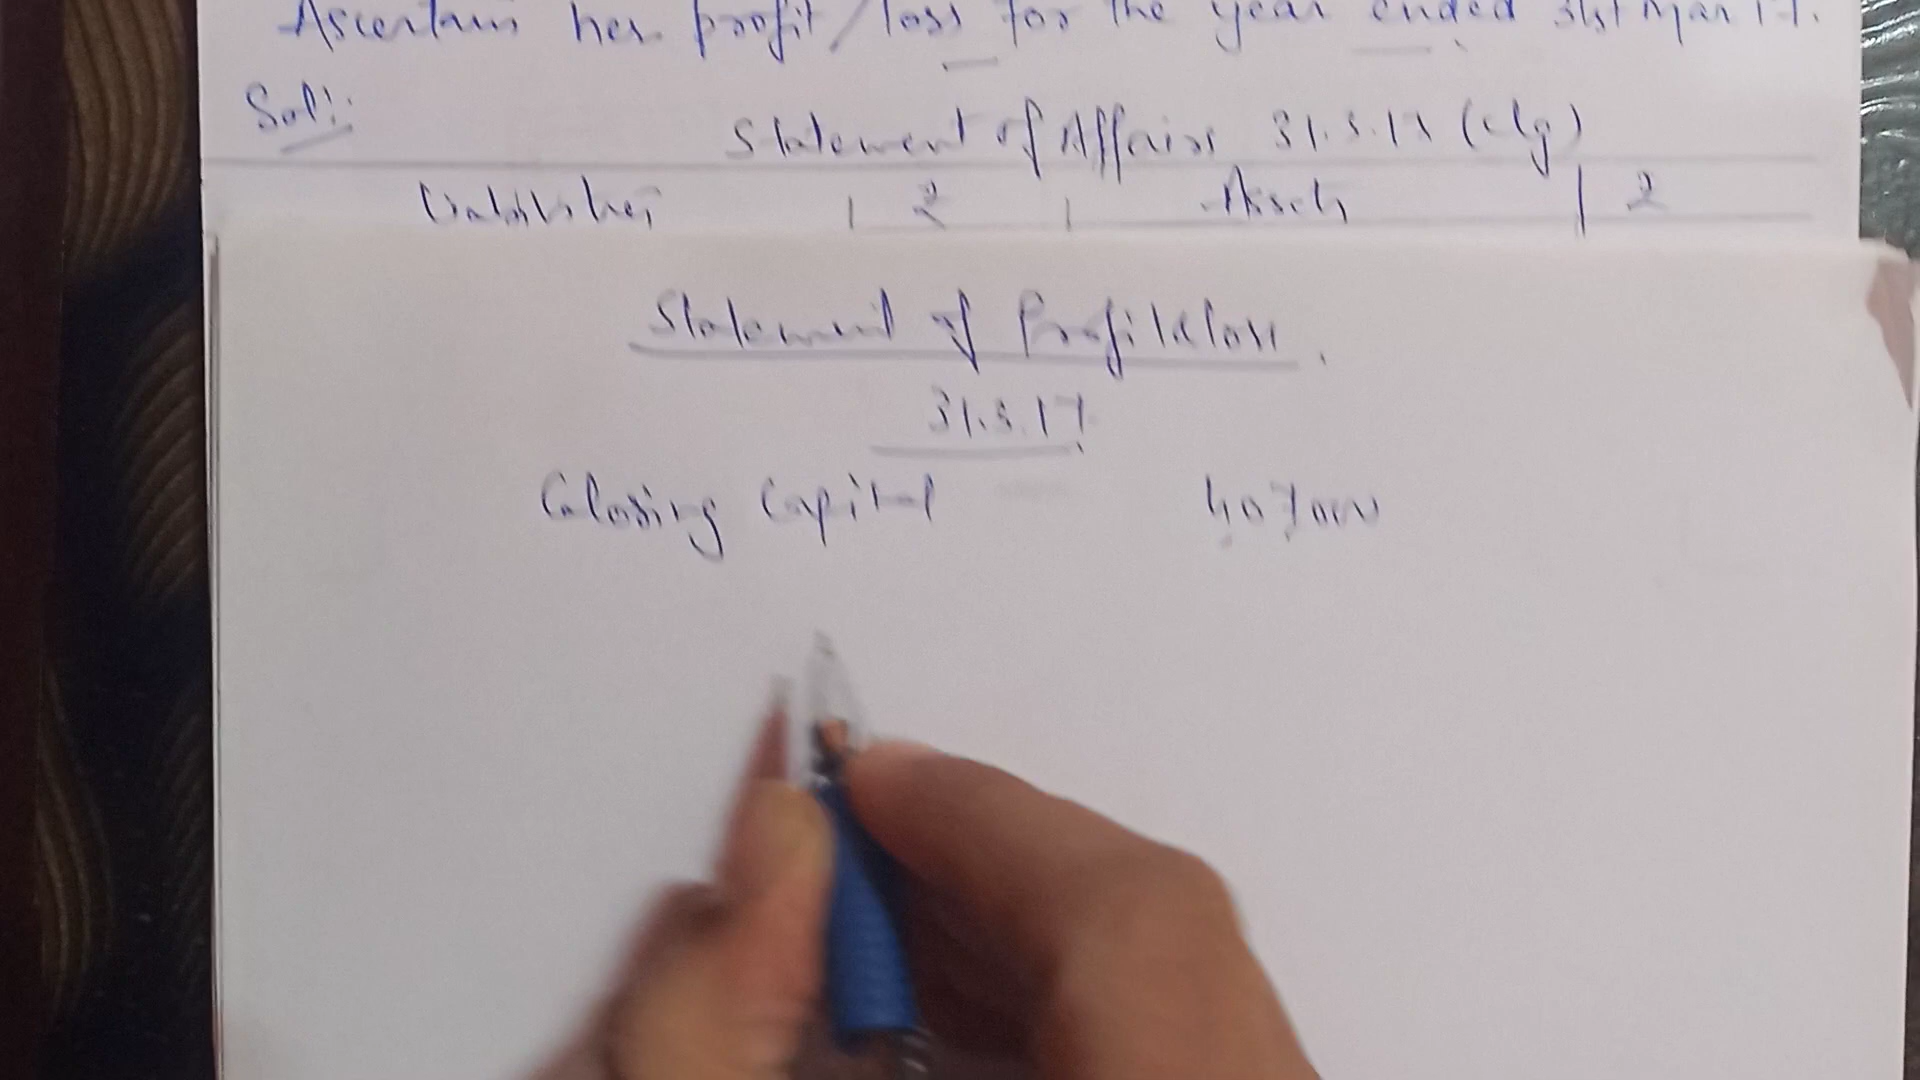 Ascertain her profit/loss for the year ended 31st Mar 17.
Sol:
Statement of Affairs 31.3.17 (Clg)
Liabilities ₹ Assets ₹
Statement of Profit & Loss.
31.3.17
Closing Capital 407000